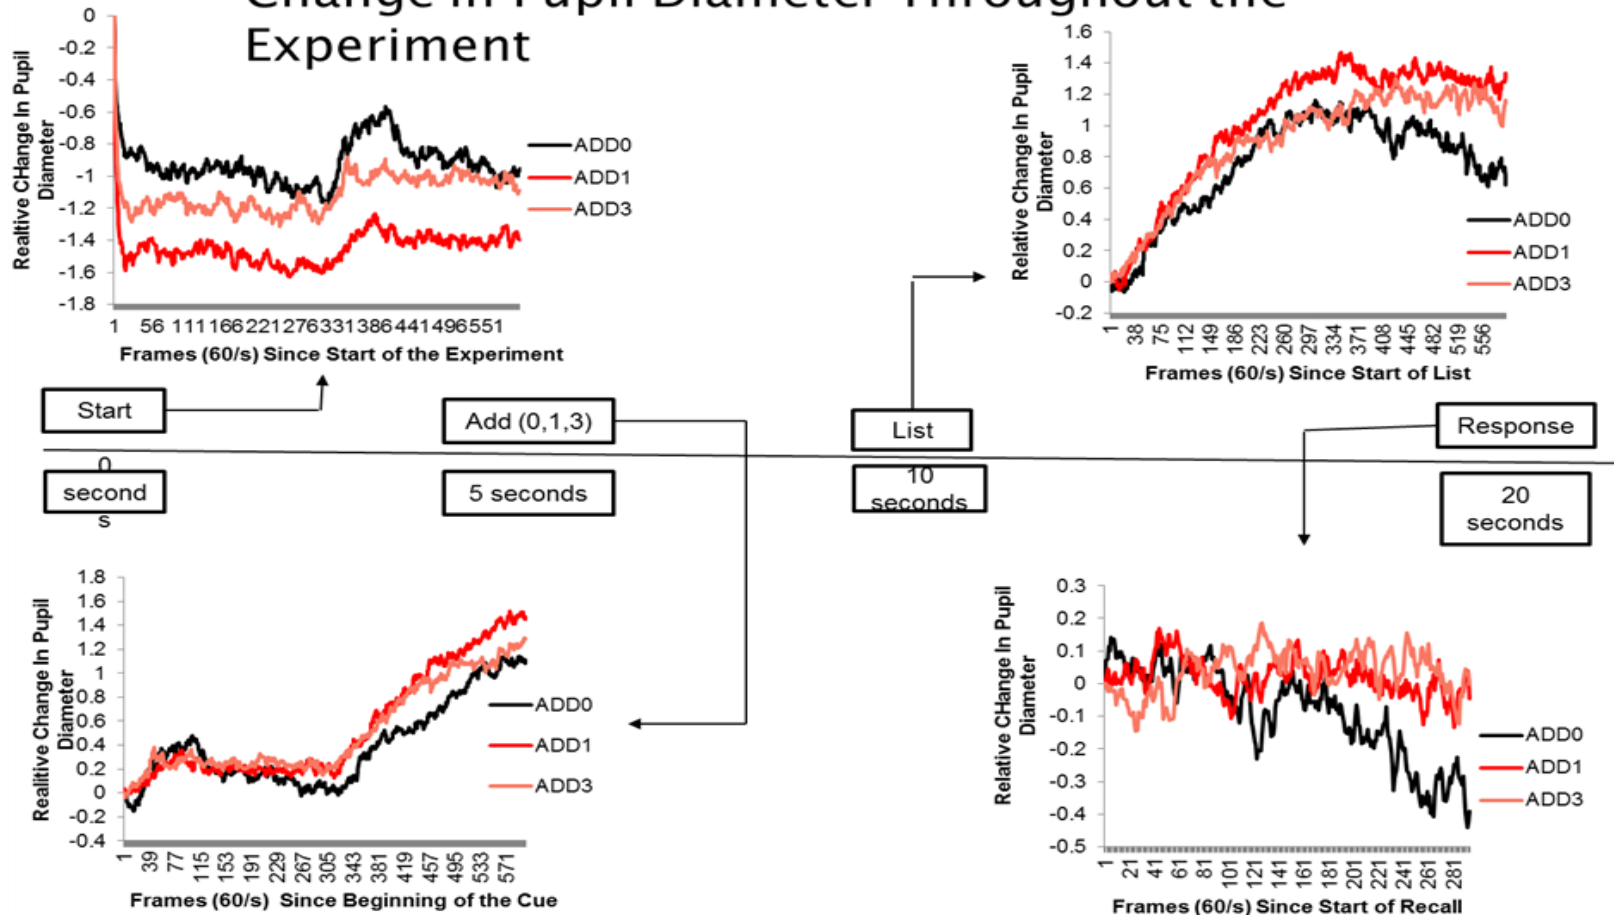 Change in Pupil Diameter Throughout the
Experiment
0
-0.2
-0.4
-0.6
-0.8
-1
-1.2
-1.4
-1.6
-1.8
Realtive CHange In Pupil
Diameter
ADD0
ADD1
ADD3
1 56 111 166 221 276 331 386 441 496 551
Frames (60/s) Since Start of the Experiment
1.6
1.4
1.2
1
0.8
0.6
0.4
0.2
0
-0.2
Relative CHange In Pupil
Diameter
ADD0
ADD1
ADD3
1 38 75 112 149 186 223 260 297 334 371 408 445 482 519 556
Frames (60/s) Since Start of List
Start
Add (0,1,3)
List
Response
0
second
s
5 seconds
10
seconds
20
seconds
1.8
1.6
1.4
1.2
1
0.8
0.6
0.4
0.2
0
-0.2
-0.4
Realitive Change In Pupil
Diameter
ADD0
ADD1
ADD3
1 39 77 115 153 191 229 267 305 343 381 419 457 495 533 571
Frames (60/s) Since Beginning of the Cue
0.3
0.2
0.1
0
-0.1
-0.2
-0.3
-0.4
-0.5
Relative CHange In Pupil
Diameter
ADD0
ADD1
ADD3
1 21 41 61 81 101 121 141 161 181 201 221 241 261 281
Frames (60/s) Since Start of Recall